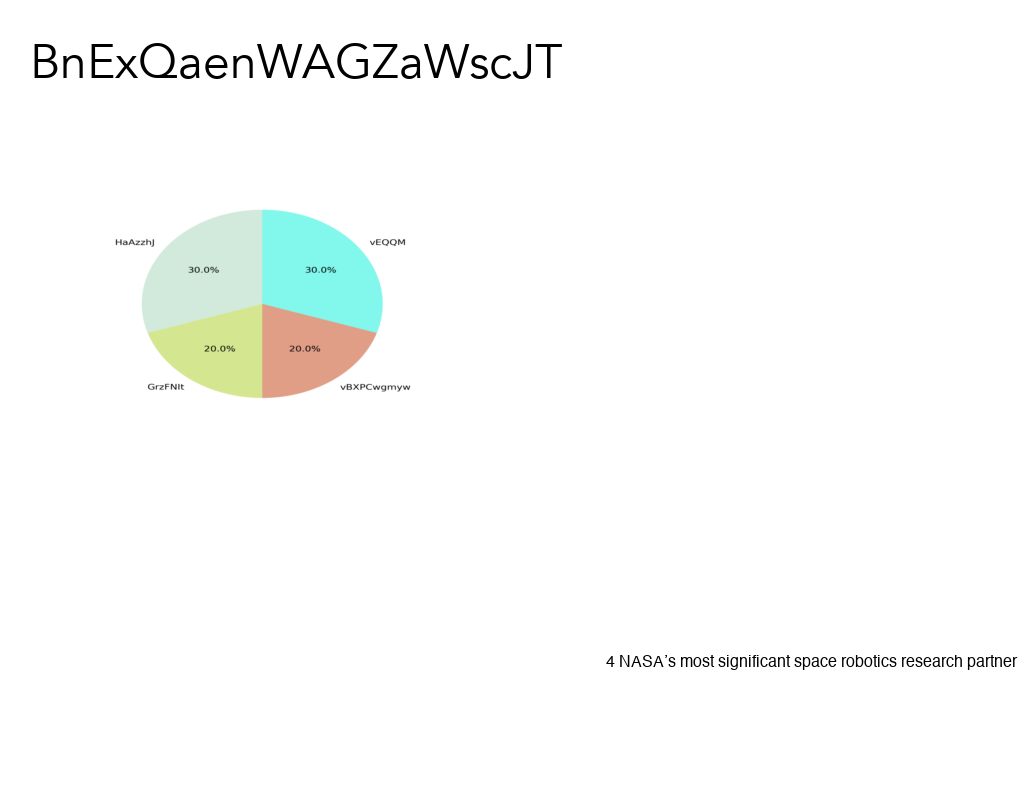 BnExQaenWAGZaWscJT
HaAzzhJ
vEQQM
30.0%
30.0%
20.0%
20.0%
GrzFNIt
vBXPCwgmyw
4 NASA’s most significant space robotics research partner